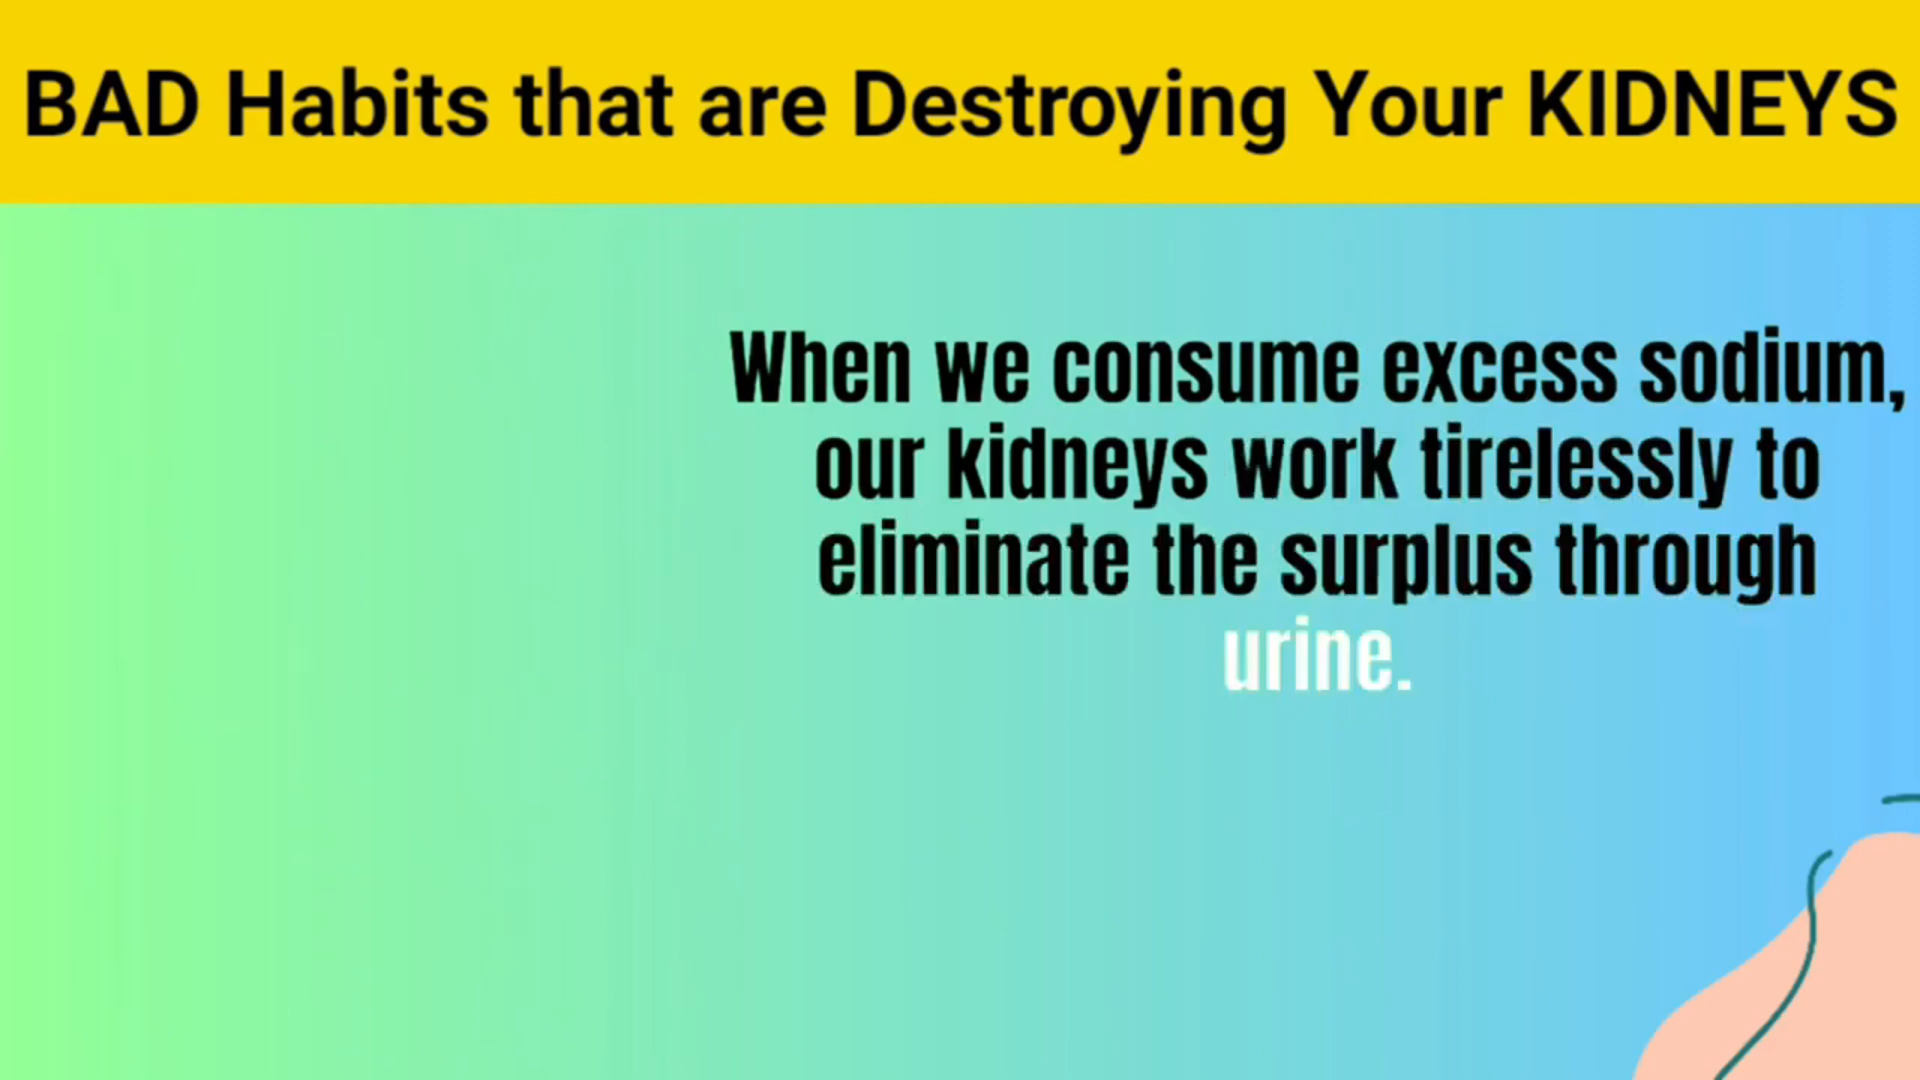 BAD Habits that are Destroying Your KIDNEYS
When we consume excess sodium,
our kidneys work tirelessly to
eliminate the surplus through
urine.